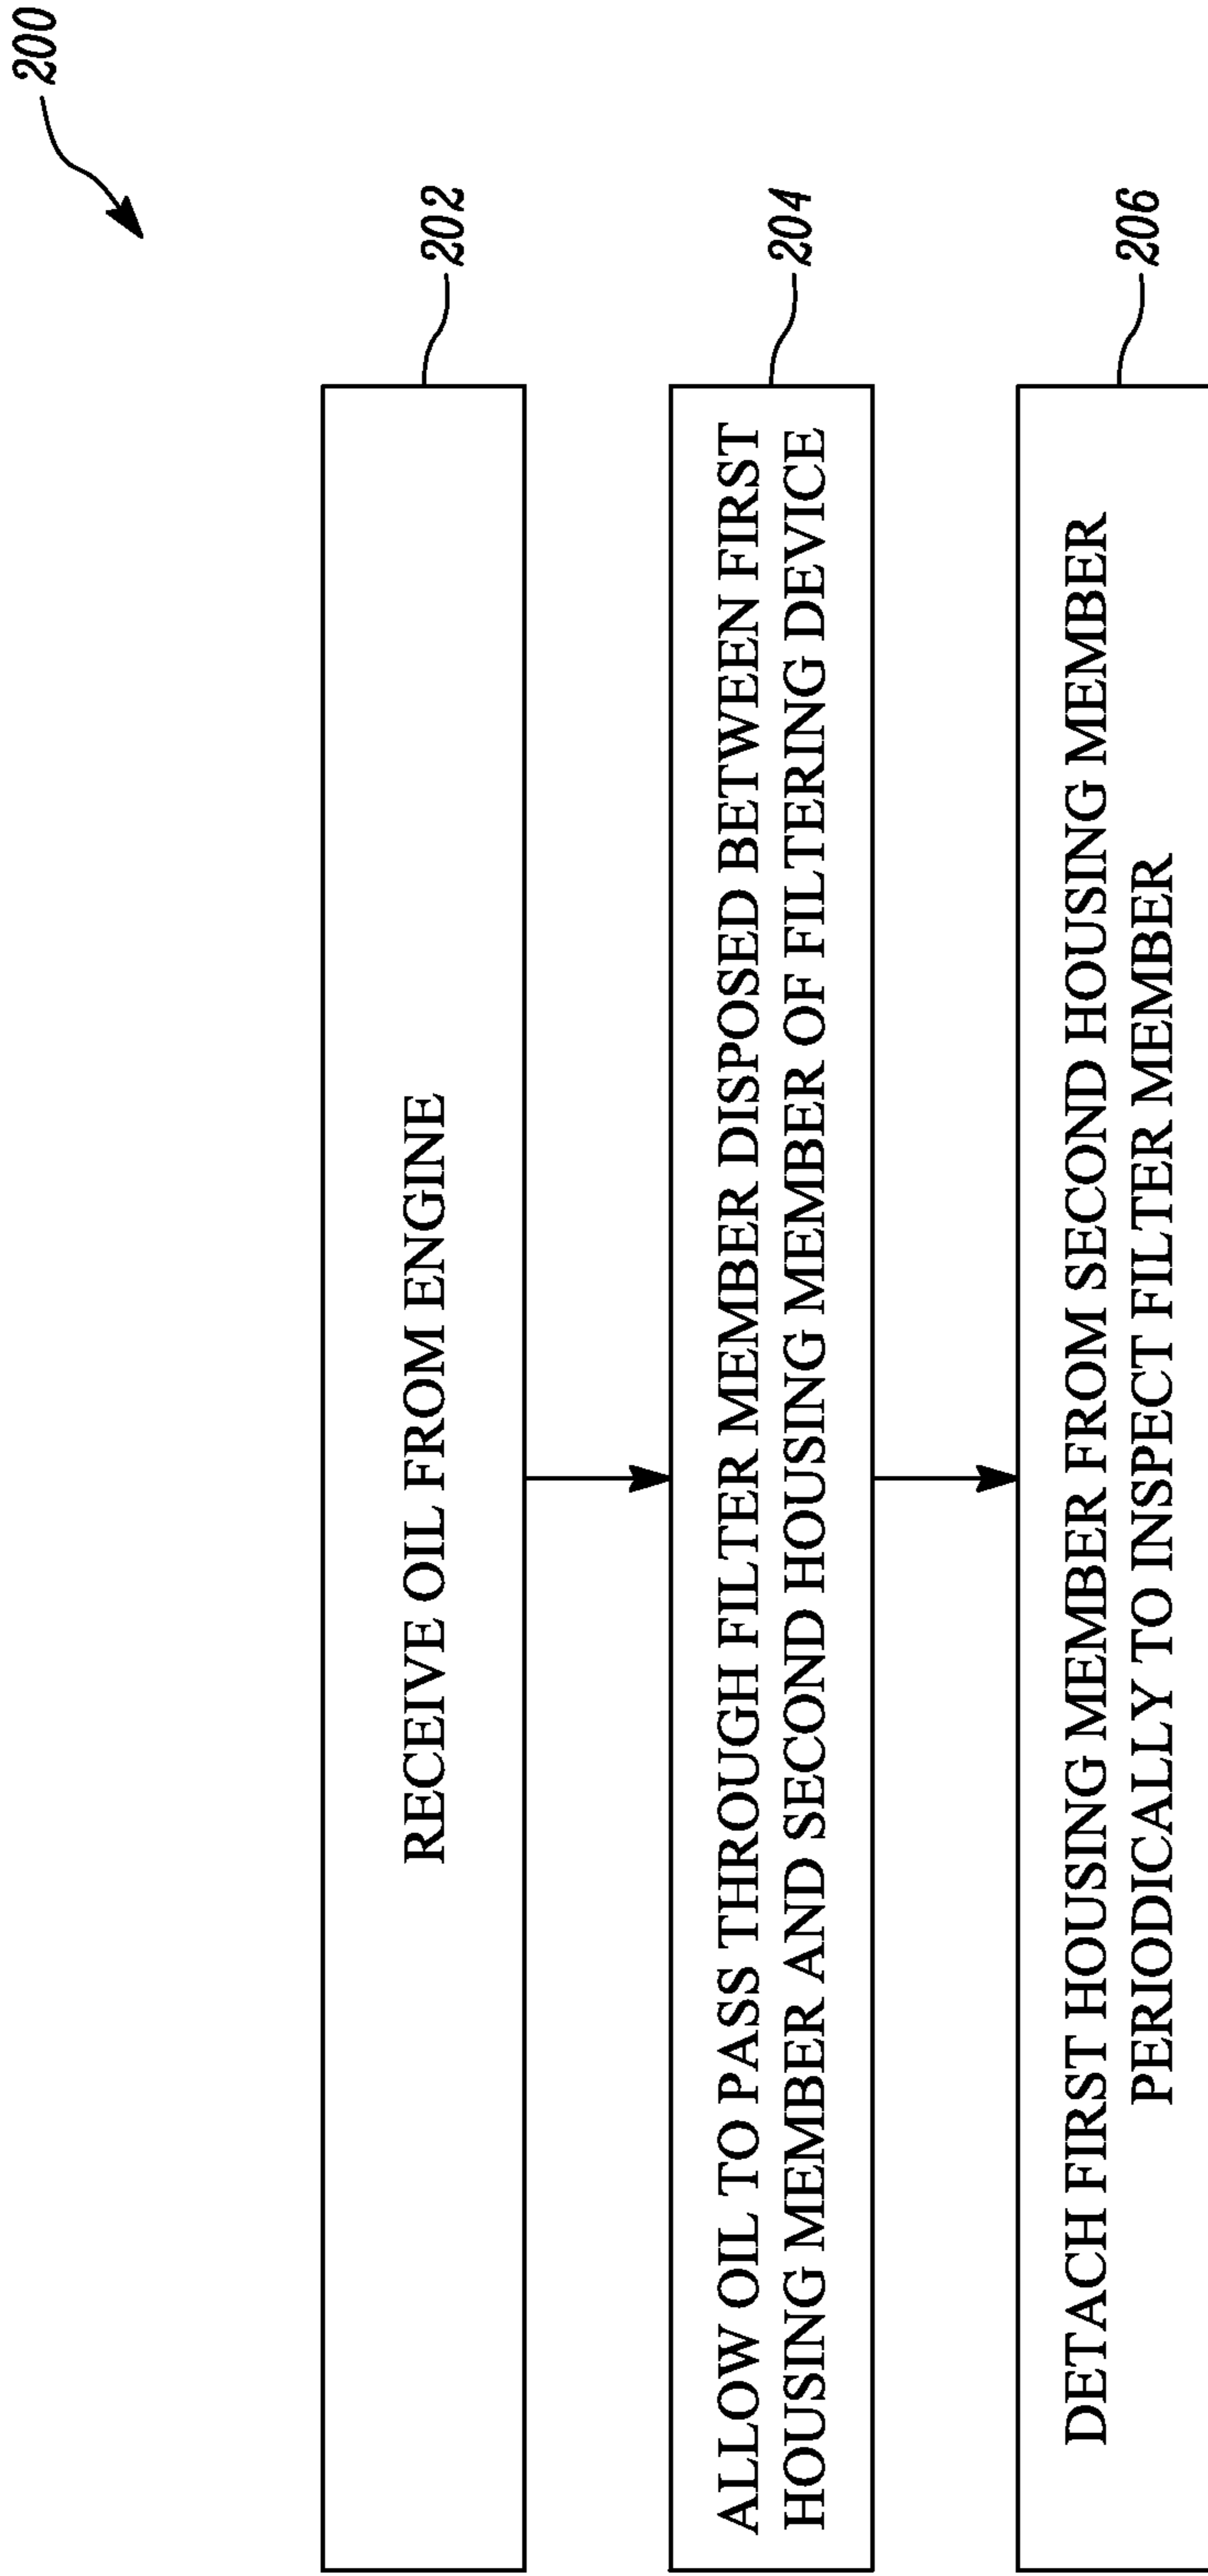 200
202
RECEIVE OIL FROM ENGINE
204
ALLOW OIL TO PASS THROUGH FILTER MEMBER DISPOSED BETWEEN FIRST
HOUSING MEMBER AND SECOND HOUSING MEMBER OF FILTERING DEVICE
206
DETACH FIRST HOUSING MEMBER FROM SECOND HOUSING MEMBER
PERIODICALLY TO INSPECT FILTER MEMBER